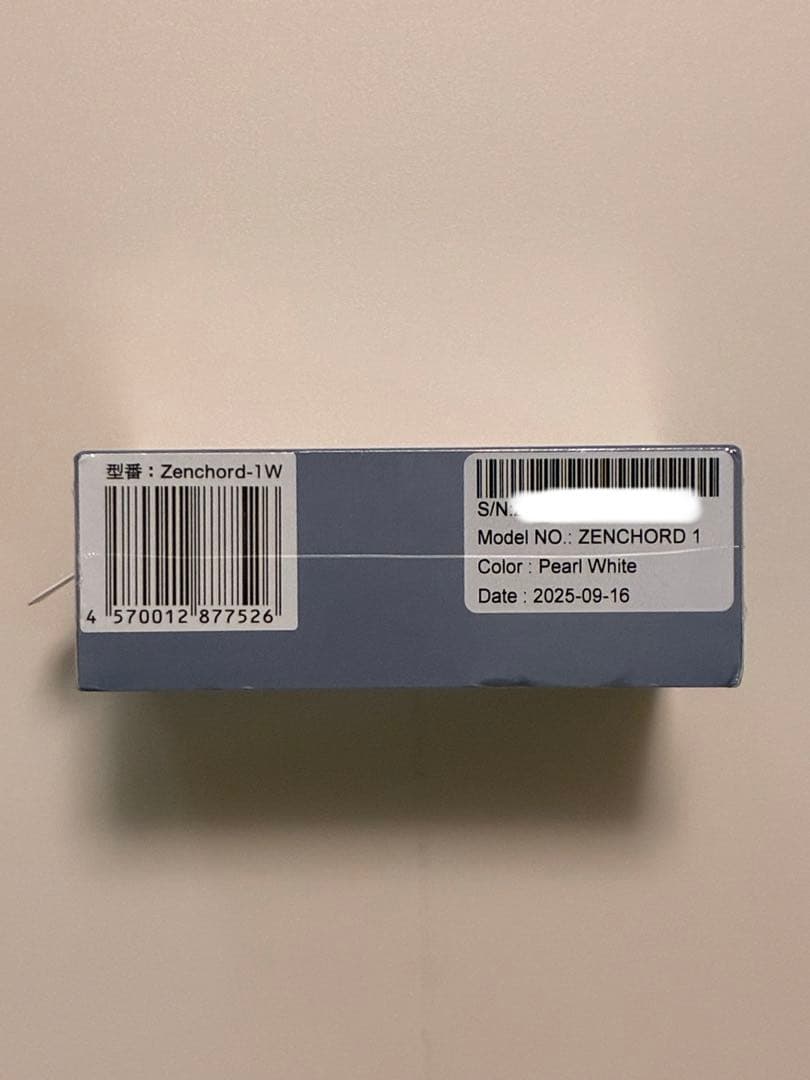 型番：Zenchord-1W
4 570012 877526
S/N.:
Model NO.: ZENCHORD 1
Color : Pearl White
Date : 2025-09-16